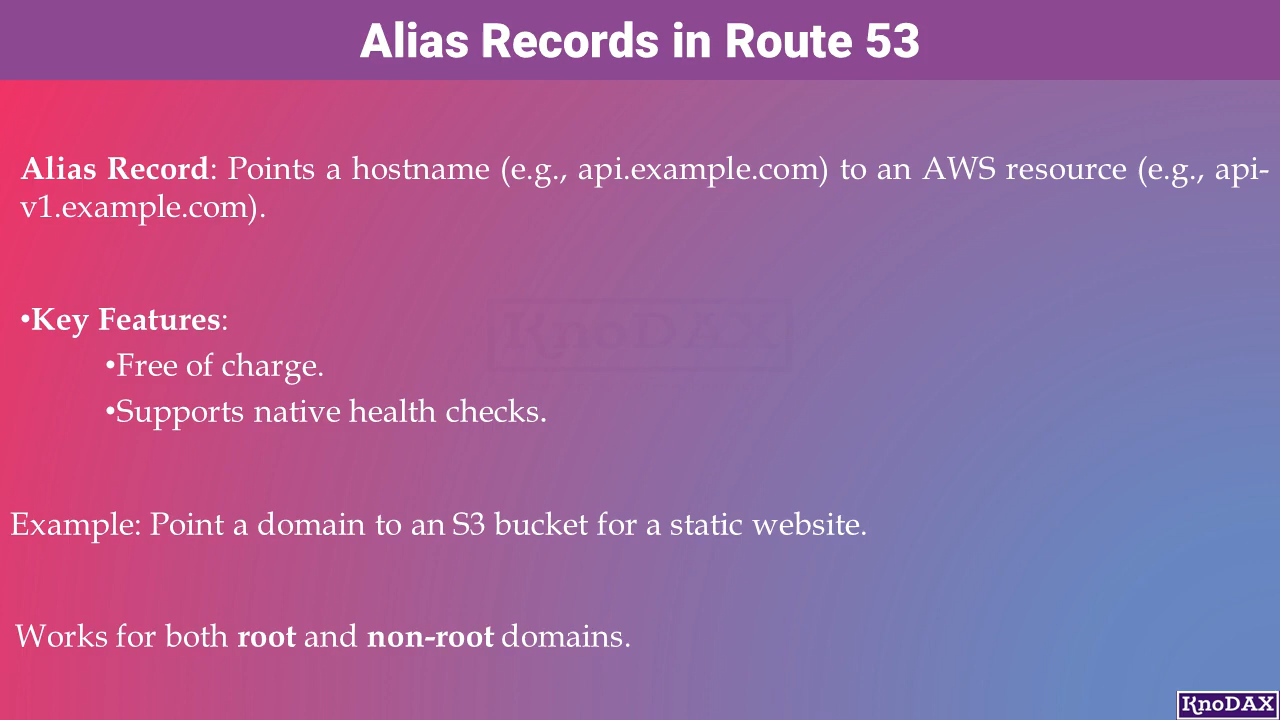 Alias Records in Route 53
Alias Record: Points a hostname (e.g., api.example.com) to an AWS resource (e.g., api-
v1.example.com).
•Key Features:
•Free of charge.
•Supports native health checks.
KnoDAX
Example: Point a domain to an S3 bucket for a static website.
Works for both root and non-root domains.
KnoDAX